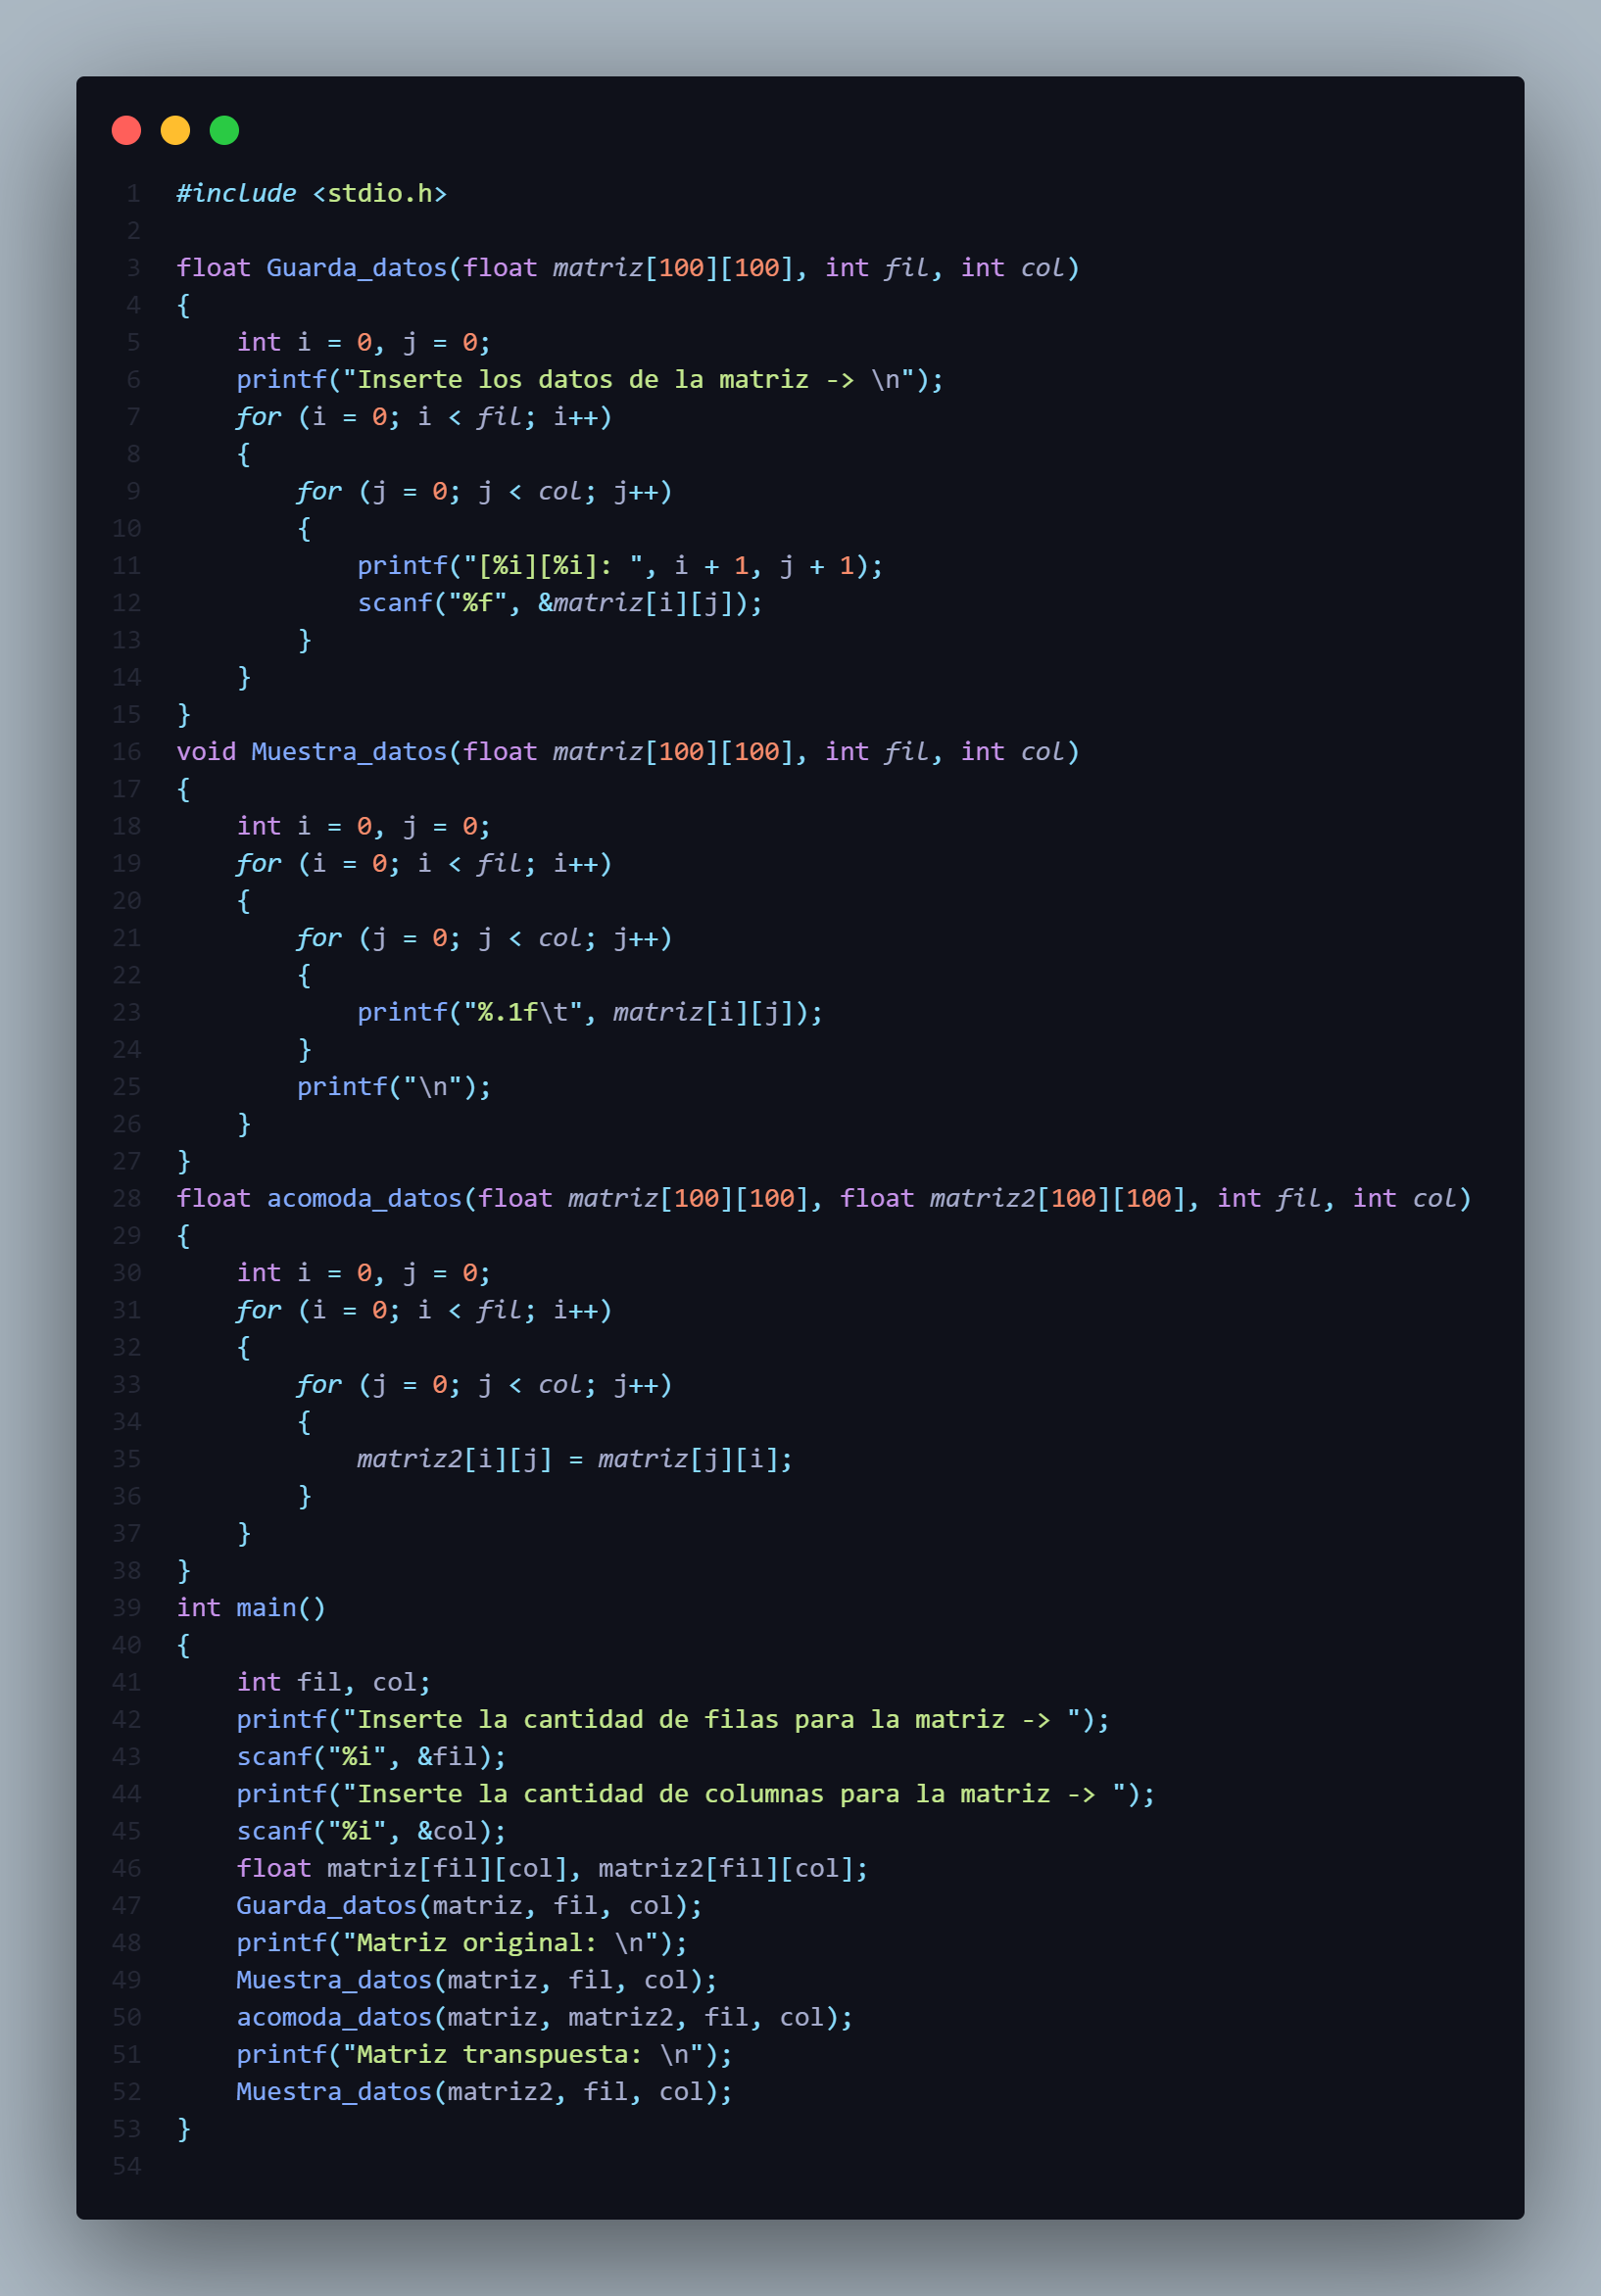 1 #include <stdio.h>
2
3 float Guarda_datos(float matriz[100][100], int fil, int col)
4 {
5     int i = 0, j = 0;
6     printf("Inserte los datos de la matriz -> \n");
7     for (i = 0; i < fil; i++)
8     {
9         for (j = 0; j < col; j++)
10         {
11             printf("[%i][%i]: ", i + 1, j + 1);
12             scanf("%f", &matriz[i][j]);
13         }
14     }
15 }
16 void Muestra_datos(float matriz[100][100], int fil, int col)
17 {
18     int i = 0, j = 0;
19     for (i = 0; i < fil; i++)
20     {
21         for (j = 0; j < col; j++)
22         {
23             printf("%.1f\t", matriz[i][j]);
24         }
25         printf("\n");
26     }
27 }
28 float acomoda_datos(float matriz[100][100], float matriz2[100][100], int fil, int col)
29 {
30     int i = 0, j = 0;
31     for (i = 0; i < fil; i++)
32     {
33         for (j = 0; j < col; j++)
34         {
35             matriz2[i][j] = matriz[j][i];
36         }
37     }
38 }
39 int main()
40 {
41     int fil, col;
42     printf("Inserte la cantidad de filas para la matriz -> ");
43     scanf("%i", &fil);
44     printf("Inserte la cantidad de columnas para la matriz -> ");
45     scanf("%i", &col);
46     float matriz[fil][col], matriz2[fil][col];
47     Guarda_datos(matriz, fil, col);
48     printf("Matriz original: \n");
49     Muestra_datos(matriz, fil, col);
50     acomoda_datos(matriz, matriz2, fil, col);
51     printf("Matriz transpuesta: \n");
52     Muestra_datos(matriz2, fil, col);
53 }
54